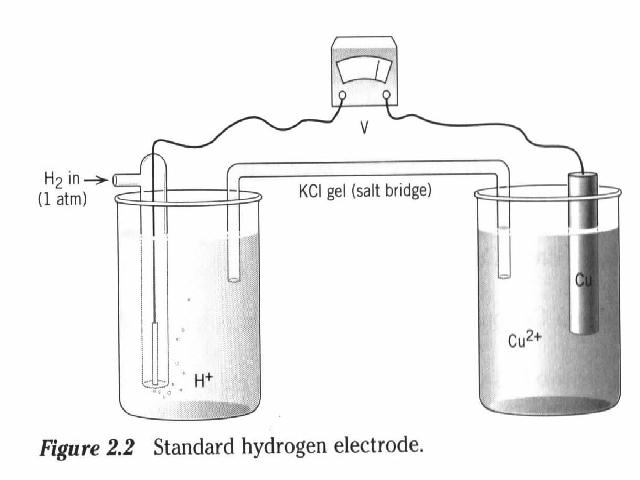 V
H₂ in
(1 atm)
KCl gel (salt bridge)
Cu
Cu²⁺
H⁺
Figure 2.2 Standard hydrogen electrode.